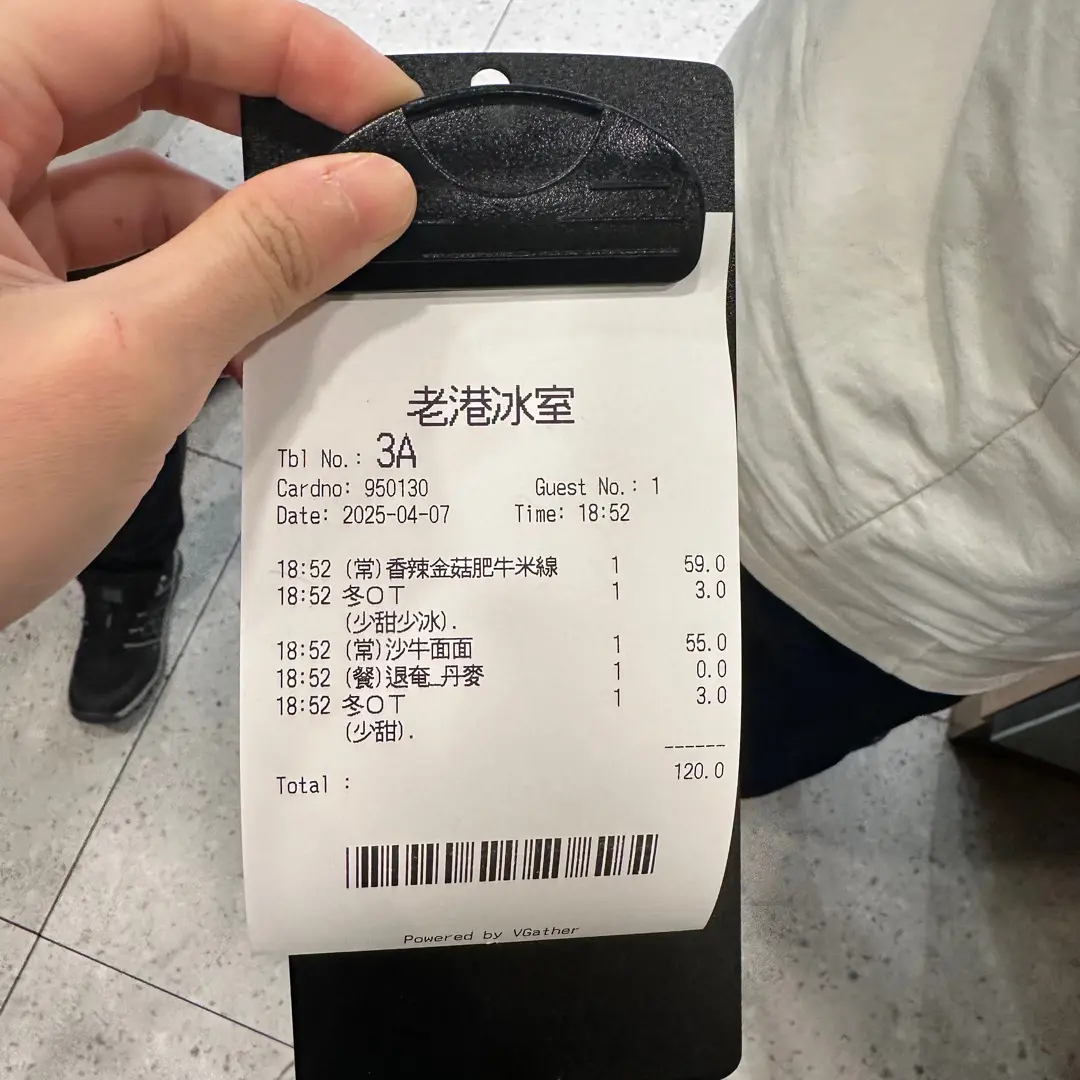 老港冰室
Tbl No.: 3A
Cardno: 950130 Guest No.: 1
Date: 2025-04-07 Time: 18:52
18:52 (常)香辣金菇肥牛米線 1 59.0
18:52 冬OT 1 3.0
(少甜少冰).
18:52 (常)沙牛面面 1 55.0
18:52 (餐)退奄_丹麥 1 0.0
18:52 冬OT 1 3.0
(少甜).
------
Total : 120.0
Powered by VGather